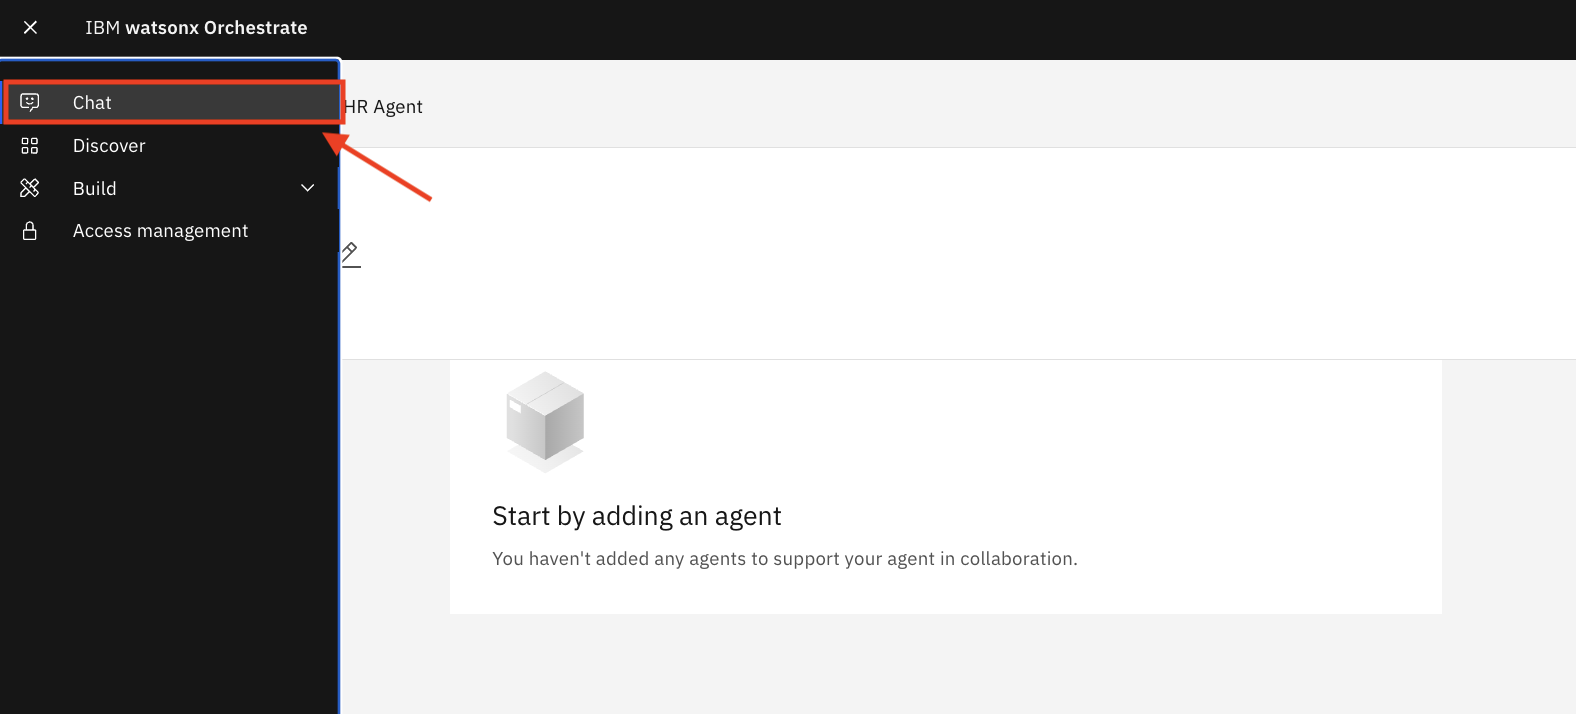 IBM watsonx Orchestrate
Chat
Discover
Build
Access management
HR Agent
Start by adding an agent
You haven't added any agents to support your agent in collaboration.